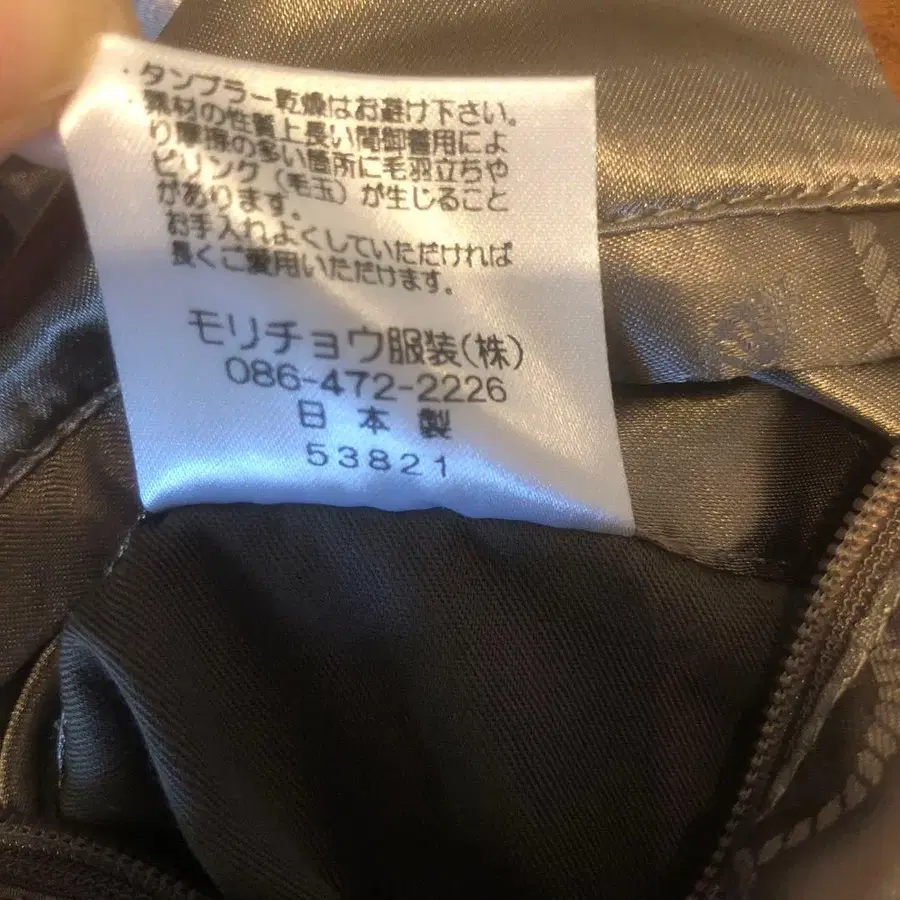 ・タンブラー乾燥はお避け下さい。
・素材の性質上長い間御着用によ
り摩擦の多い箇所に毛羽立ちや
ピリング(毛玉)が生じること
があります。
お手入れよくしていただければ
長くご愛用いただけます。
モリチョウ服装(株)
086-472-2226
日本製
53821